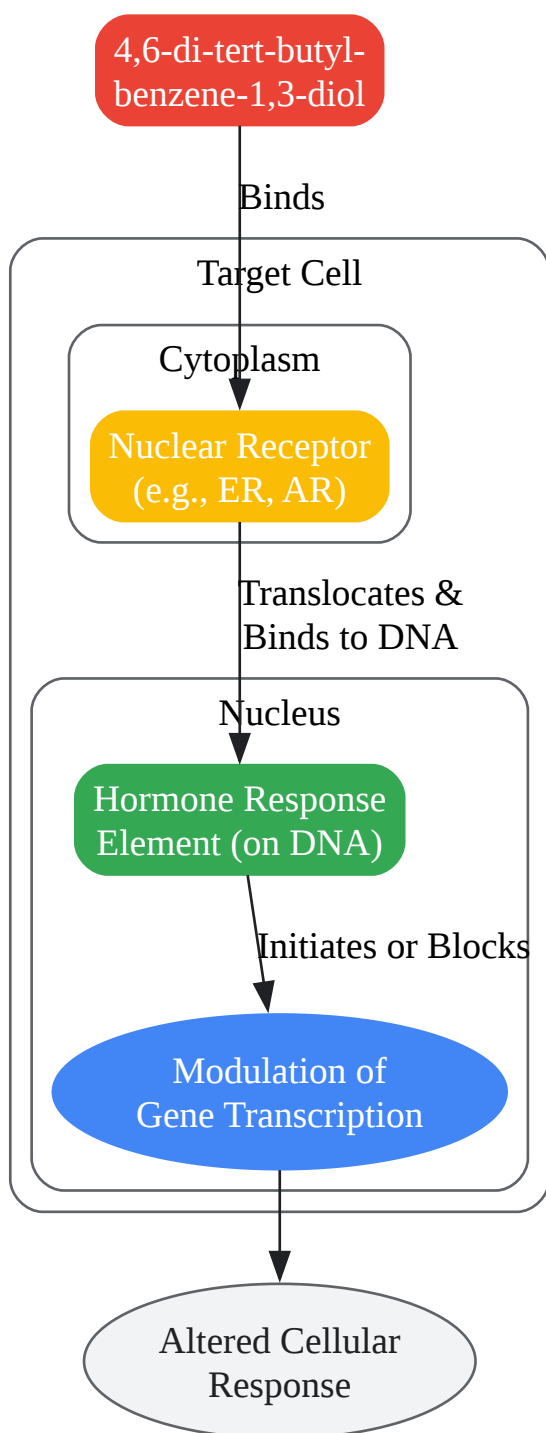 4,6-di-tert-butyl-
benzene-1,3-diol
Binds
Target Cell
Cytoplasm
Nuclear Receptor
(e.g., ER, AR)
Translocates &
Binds to DNA
Nucleus
Hormone Response
Element (on DNA)
Initiates or Blocks
Modulation of
Gene Transcription
Altered Cellular
Response